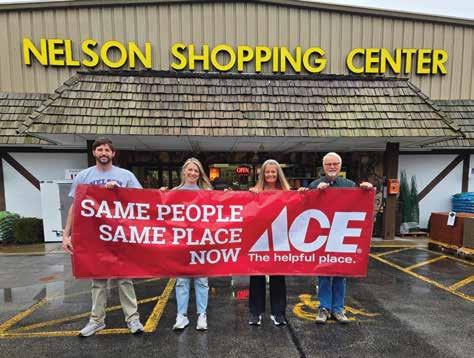 NELSON SHOPPING CENTER
OPEN
SAME PEOPLE
SAME PLACE
NOW
ACE®
The helpful place.